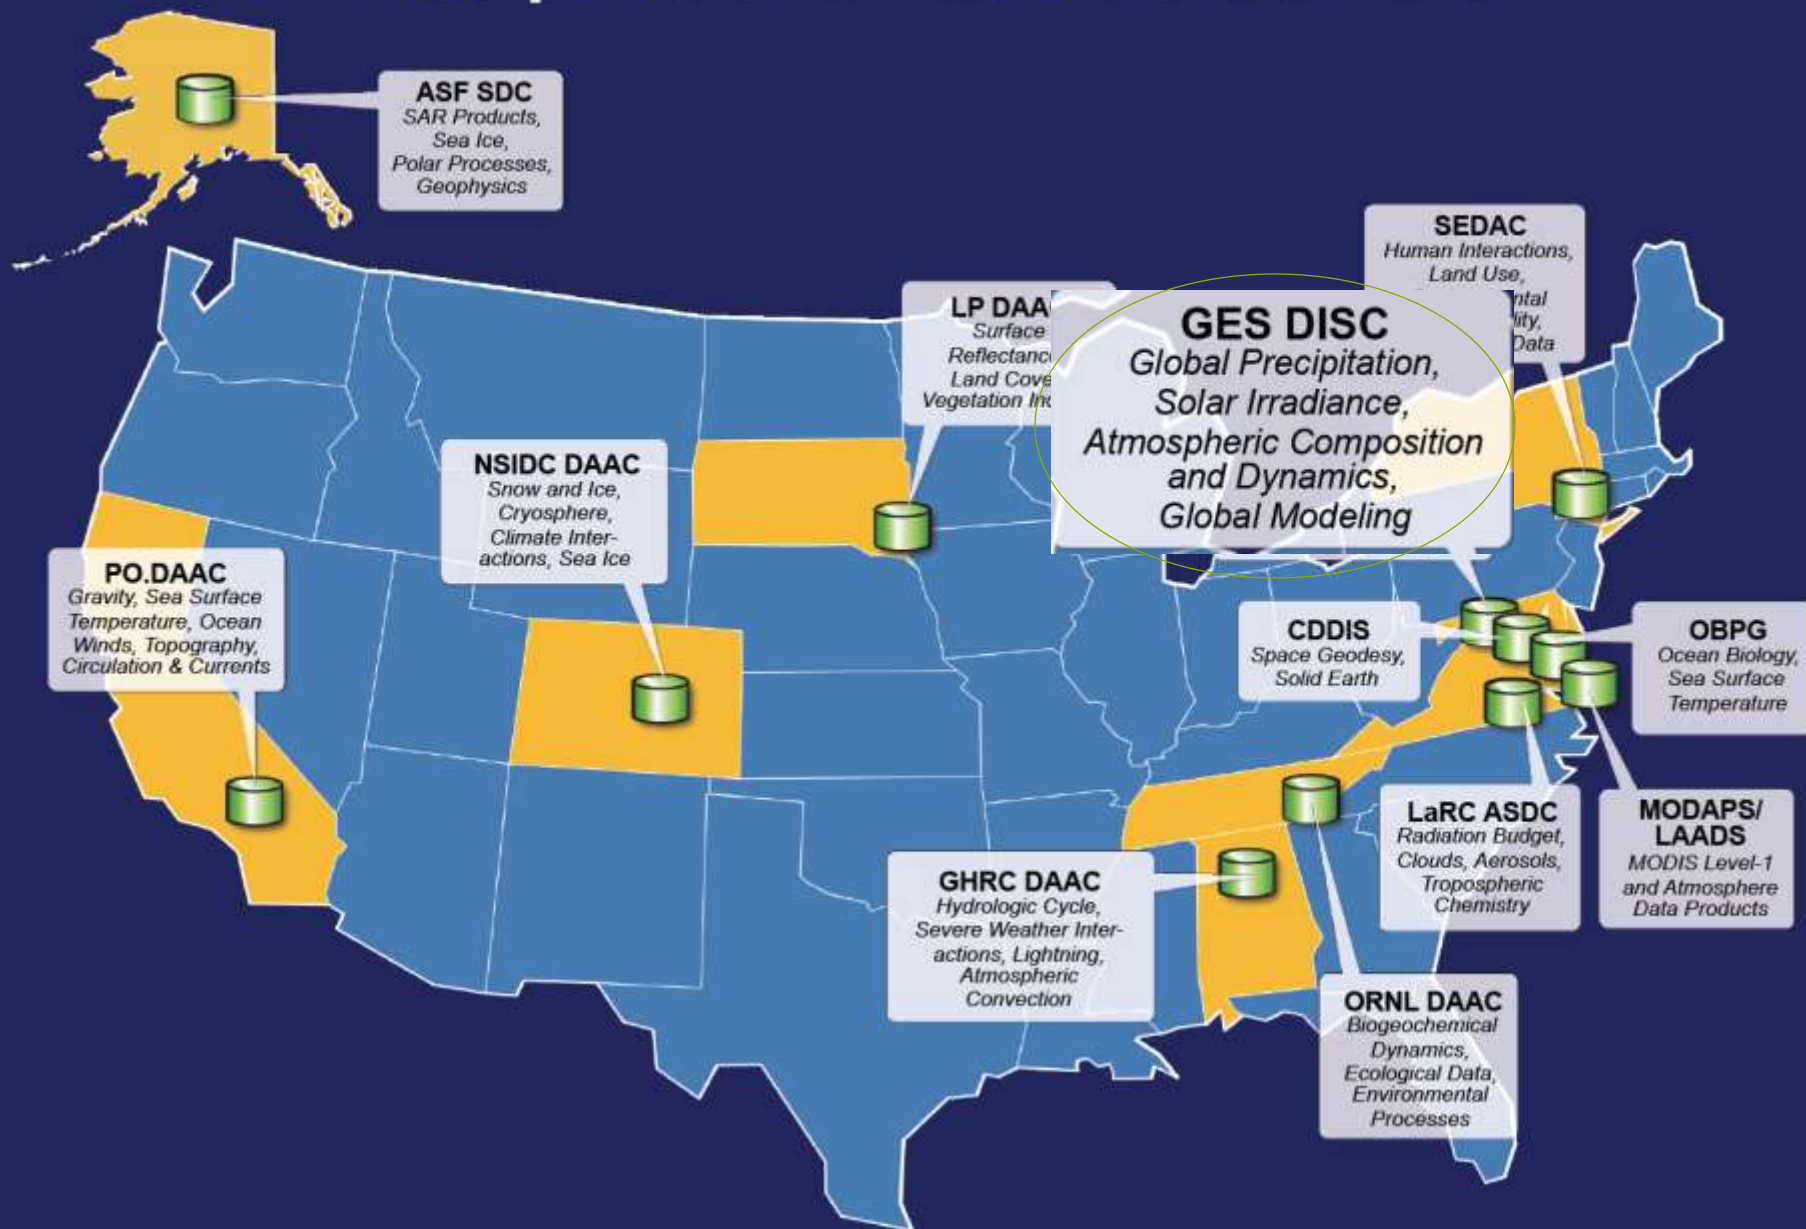 ASF SDC
SAR Products,
Sea Ice,
Polar Processes,
Geophysics
SEDAC
Human Interactions,
Land Use,
Data
LP
Surface
GES DISC
Global Precipitation,
Solar Irradiance,
Atmospheric Composition
and Dynamics,
Global Modeling
NSIDC DAAC
Snow and Ice,
Cryosphere,
Climate Inter-
actions, Sea Ice
PO.DAAC
Gravity, Sea Surface
Temperature, Ocean
Winds, Topography,
Circulation & Currents
CDDIS
Space Geodesy,
Solid Earth
OBPG
Ocean Biology,
Sea Surface
Temperature
LaRC ASDC
Radiation Budget,
Clouds, Aerosols,
Tropospheric
Chemistry
MODAPS/
LAADS
MODIS Level-1
and Atmosphere
Data Products
GHRC DAAC
Hydrologic Cycle,
Severe Weather Inter-
actions, Lightning,
Atmospheric
Convection
ORNL DAAC
Biogeochemical
Dynamics,
Ecological Data,
Environmental
Processes